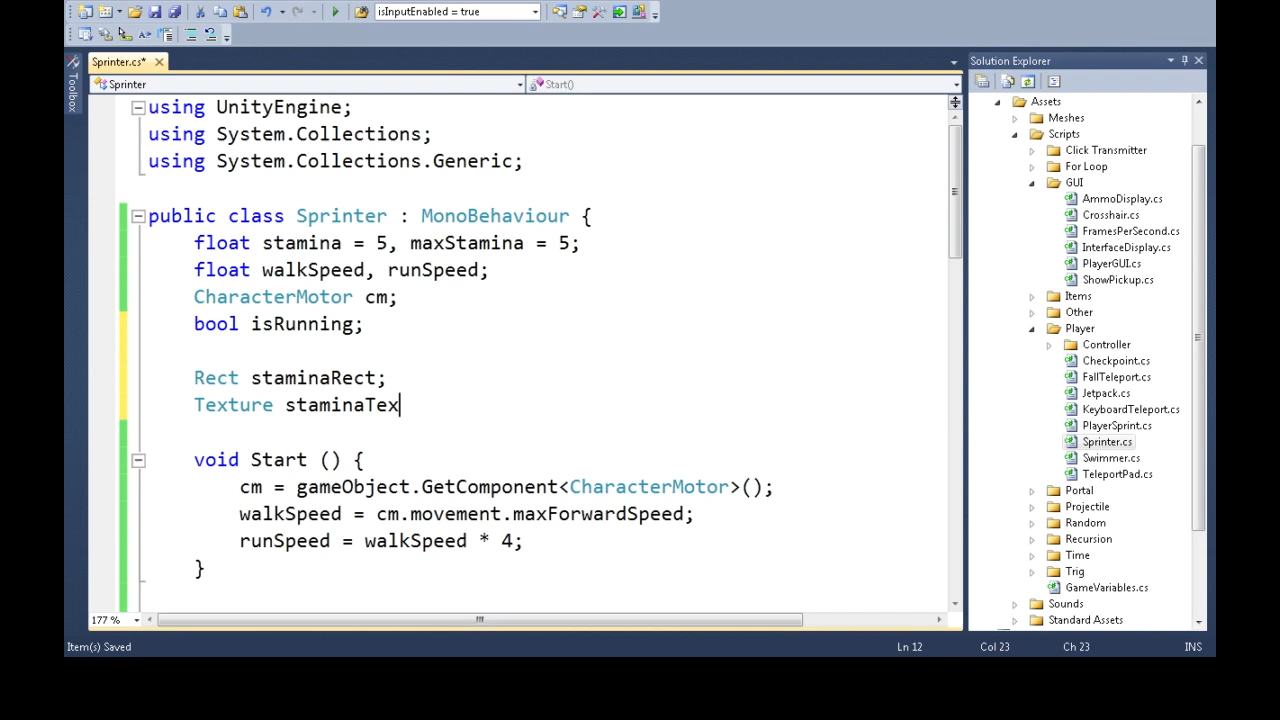 isInputEnabled = true
Sprinter.cs*
Solution Explorer
Toolbox
Sprinter
Start()
using UnityEngine;
using System.Collections;
using System.Collections.Generic;
public class Sprinter : MonoBehaviour {
float stamina = 5, maxStamina = 5;
float walkSpeed, runSpeed;
CharacterMotor cm;
bool isRunning;
Rect staminaRect;
Texture staminaTex
void Start () {
cm = gameObject.GetComponent<CharacterMotor>();
walkSpeed = cm.movement.maxForwardSpeed;
runSpeed = walkSpeed * 4;
}
Assets
Meshes
Scripts
Click Transmitter
For Loop
GUI
AmmoDisplay.cs
Crosshair.cs
FramesPerSecond.cs
InterfaceDisplay.cs
PlayerGUI.cs
ShowPickup.cs
Items
Other
Player
Controller
Checkpoint.cs
FallTeleport.cs
Jetpack.cs
KeyboardTeleport.cs
PlayerSprint.cs
Sprinter.cs
Swimmer.cs
TeleportPad.cs
Portal
Projectile
Random
Recursion
Time
Trig
GameVariables.cs
Sounds
Standard Assets
177 %
Item(s) Saved
Ln 12
Col 23
Ch 23
INS